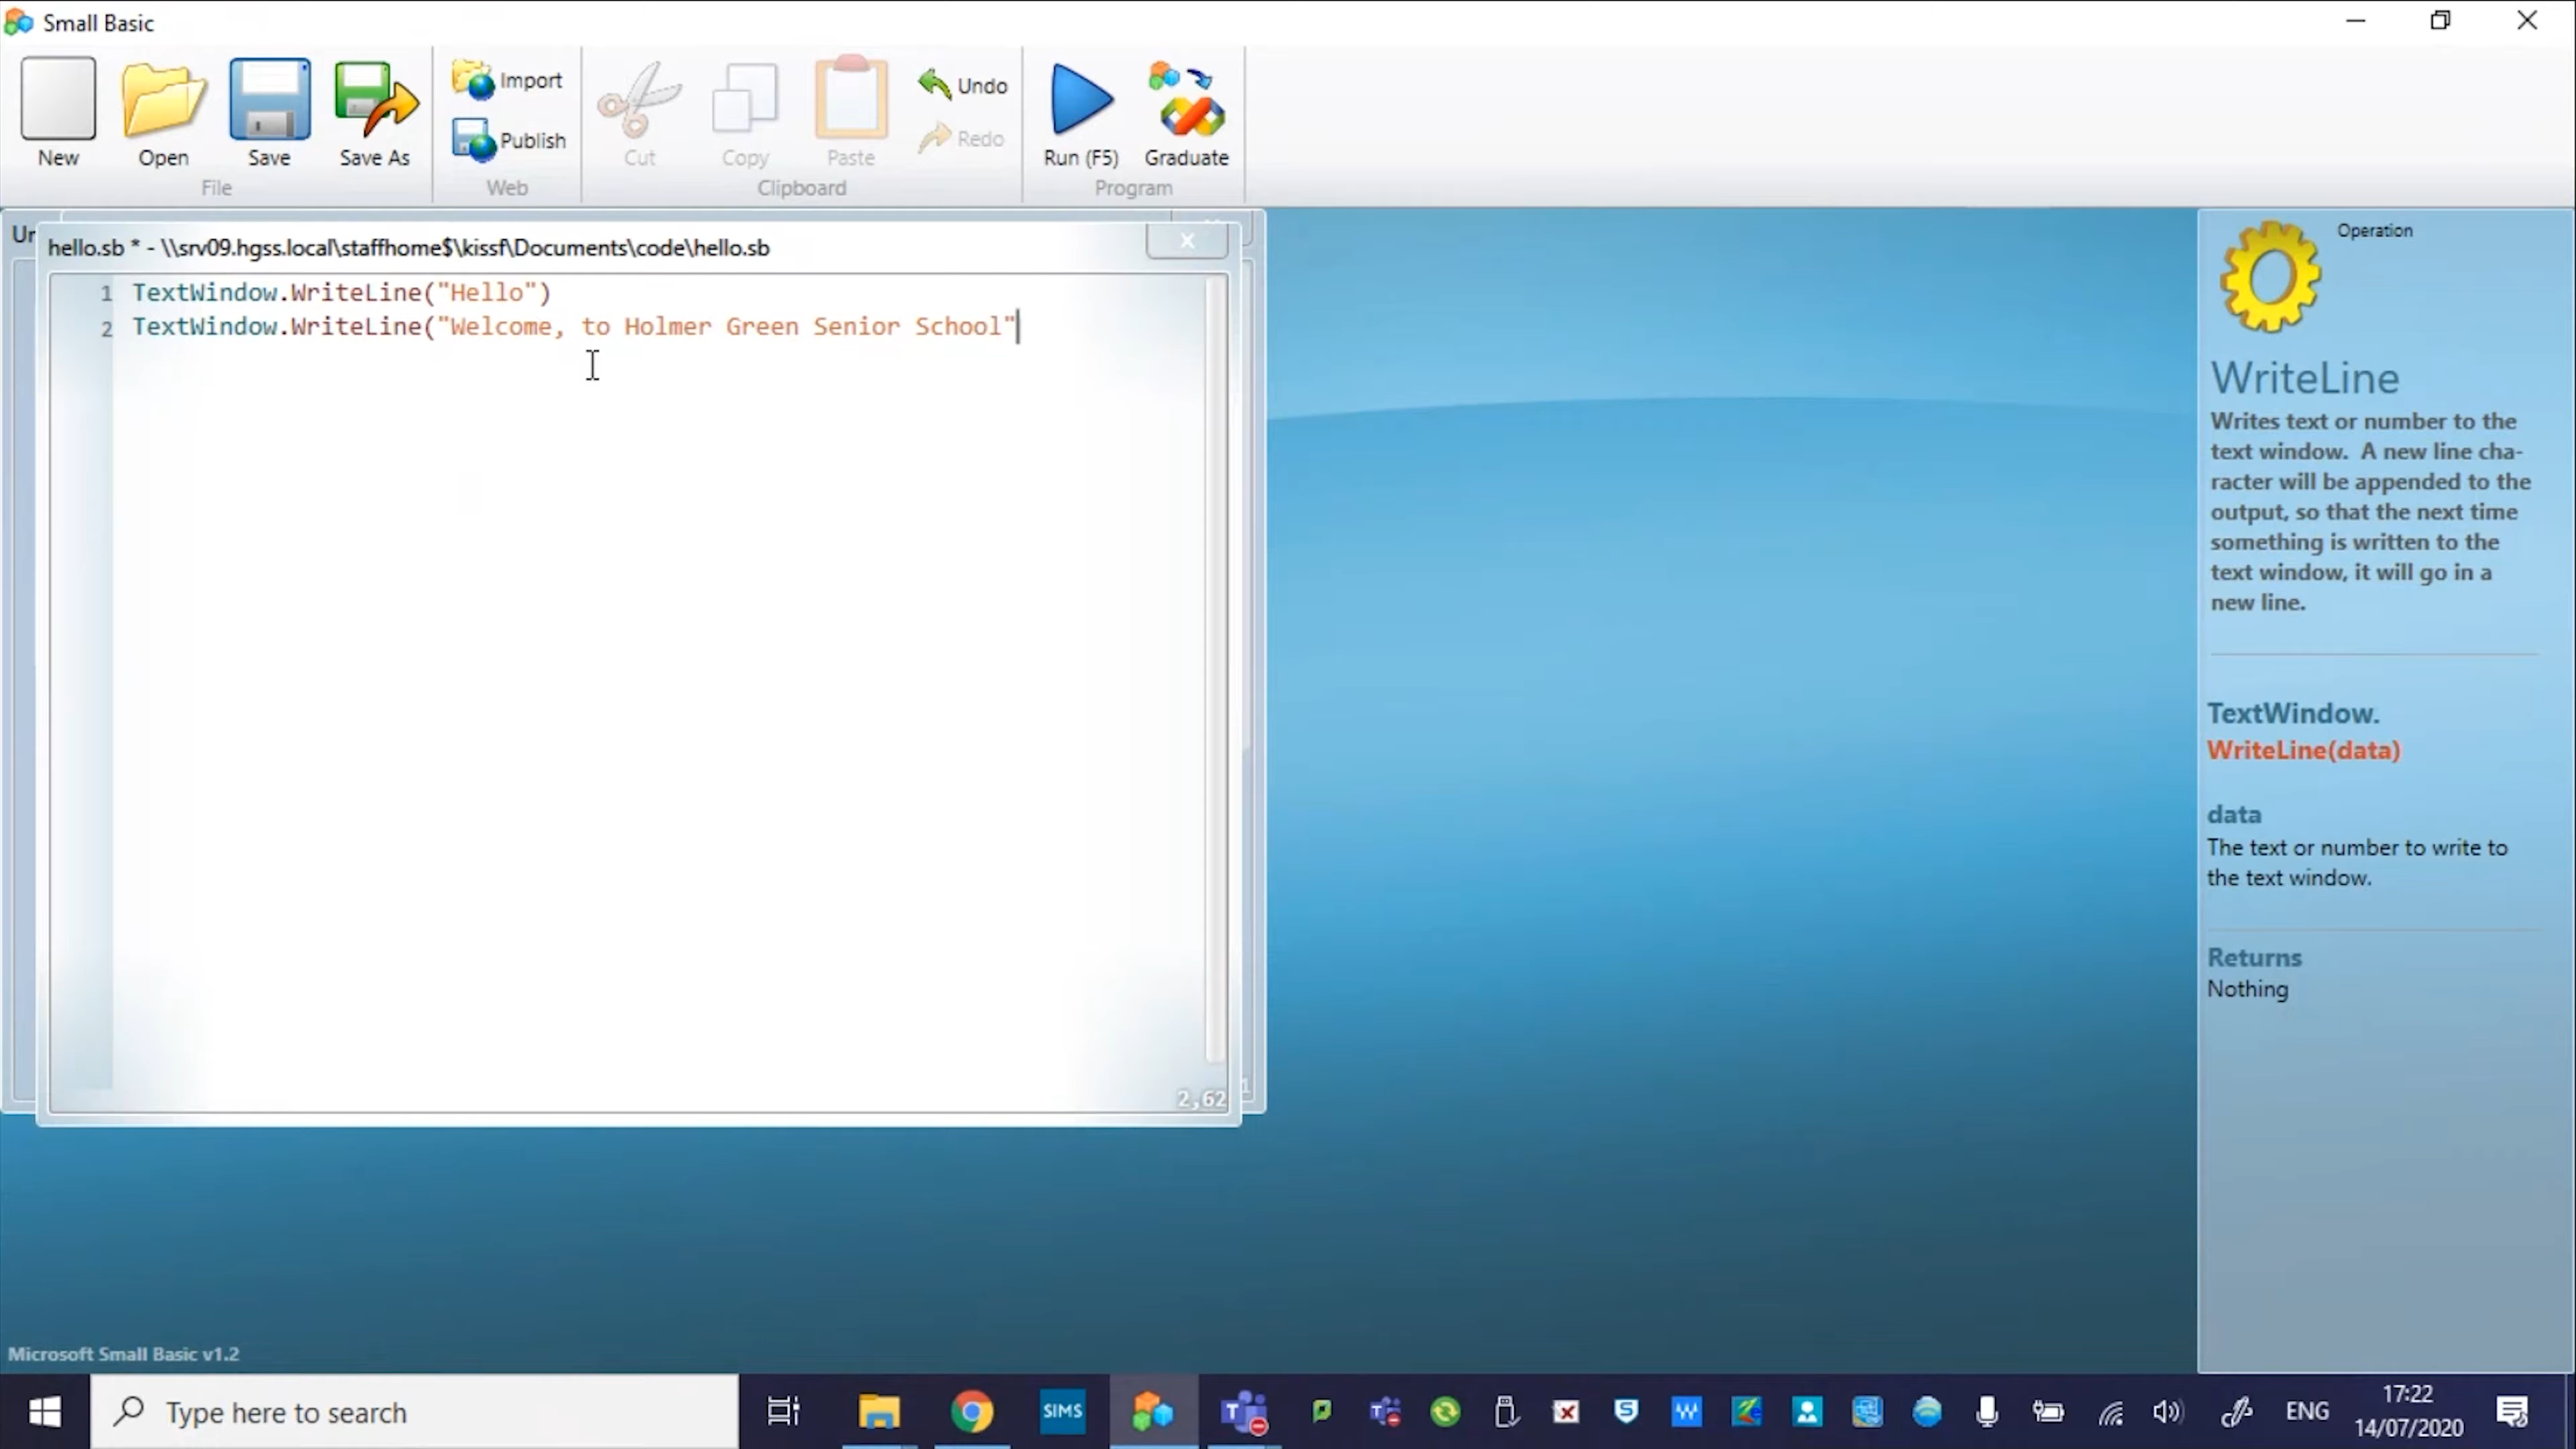 Small Basic
New
Open
Save
Save As
File
Import
Publish
Web
Cut
Copy
Paste
Undo
Redo
Clipboard
Run (F5)
Graduate
Program
Ur
hello.sb * - \\srv09.hgss.local\staffhome$\kissf\Documents\code\hello.sb
1 TextWindow.WriteLine("Hello")
2 TextWindow.WriteLine("Welcome, to Holmer Green Senior School"
2,62
1
Operation
WriteLine
Writes text or number to the
text window. A new line cha-
racter will be appended to the
output, so that the next time
something is written to the
text window, it will go in a
new line.
TextWindow.
WriteLine(data)
data
The text or number to write to
the text window.
Returns
Nothing
Microsoft Small Basic v1.2
Type here to search
SIMS
ENG
17:22
14/07/2020